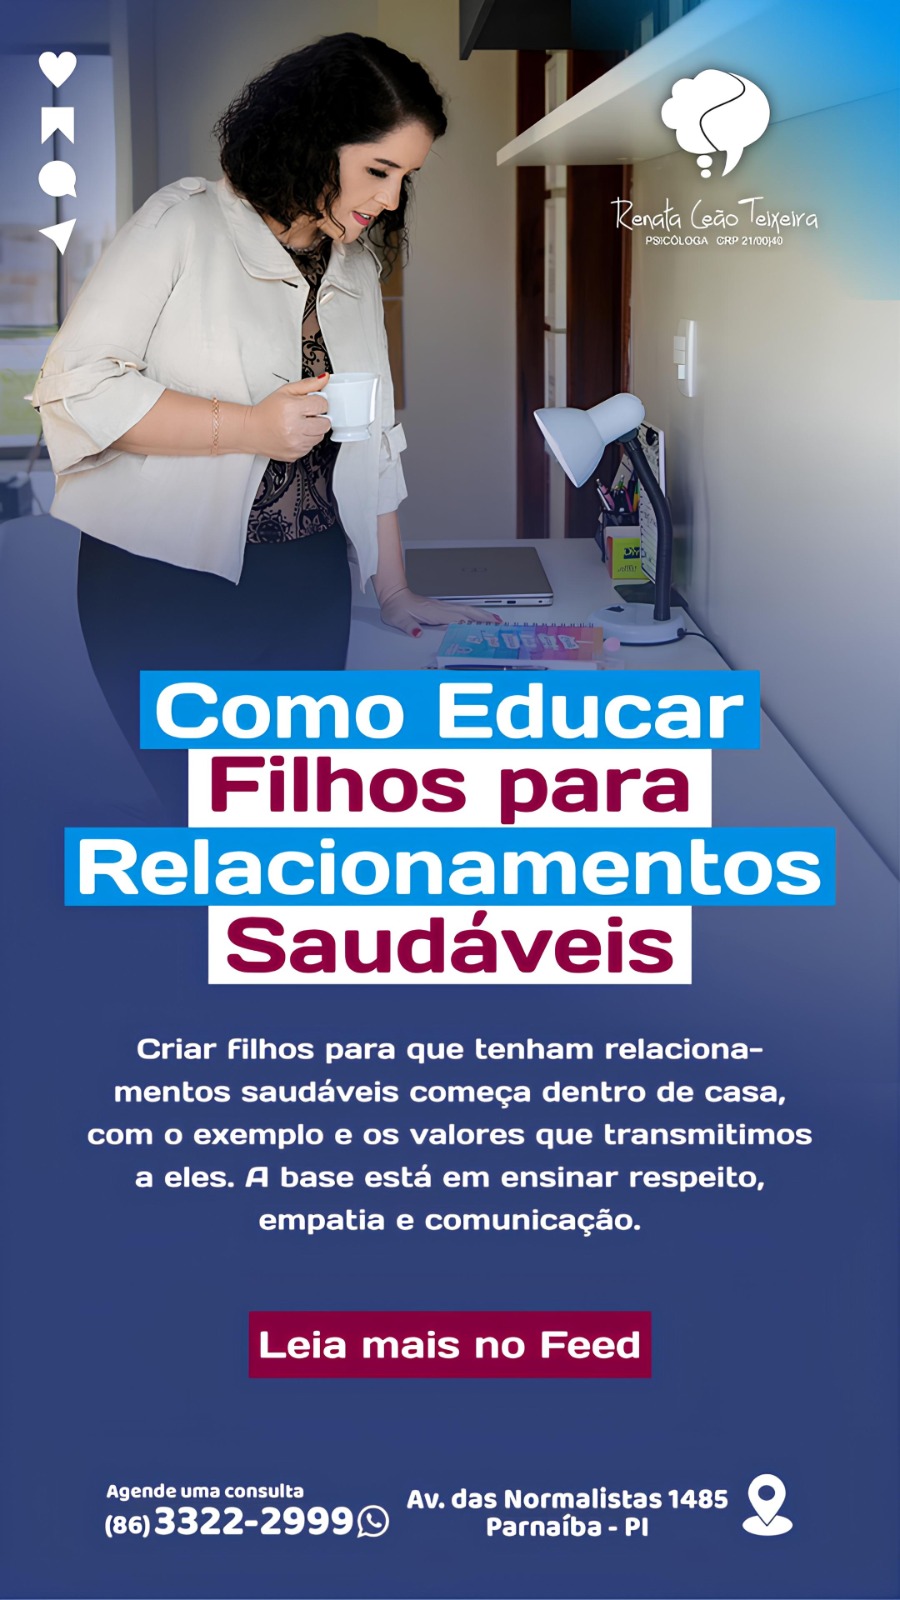 Renata Leão Teixeira
PSICÓLOGA CRP 21/00140
Como Educar
Filhos para
Relacionamentos
Saudáveis
Criar filhos para que tenham relaciona-
mentos saudáveis começa dentro de casa,
com o exemplo e os valores que transmitimos
a eles. A base está em ensinar respeito,
empatia e comunicação.
Leia mais no Feed
Agende uma consulta
(86) 3322-2999
Av. das Normalistas 1485
Parnaíba - PI